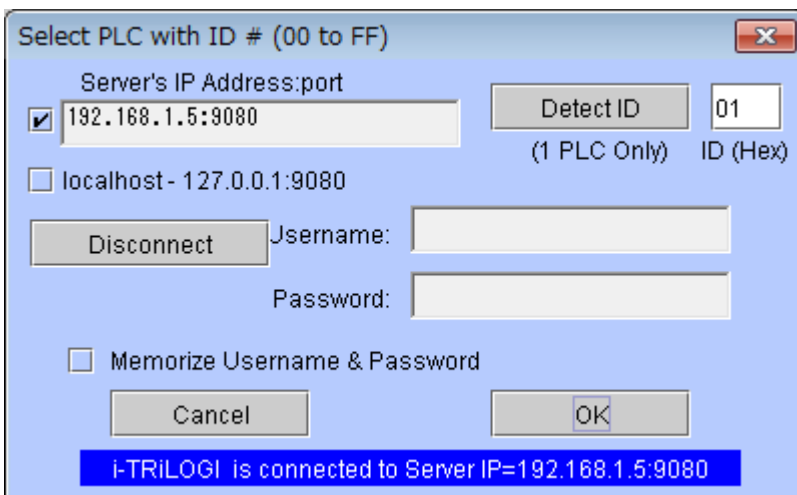 Select PLC with ID # (00 to FF)
Server's IP Address:port
192.168.1.5:9080
Detect ID
01
(1 PLC Only)
ID (Hex)
localhost - 127.0.0.1:9080
Disconnect
Username:
Password:
Memorize Username & Password
Cancel
OK
i-TRiLOGI is connected to Server IP=192.168.1.5:9080